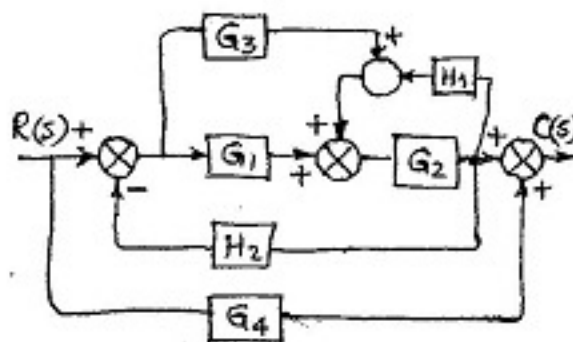 G3 +
+ H1
R(s) + + + C(s)
G1 + G2 +
-
H2
G4